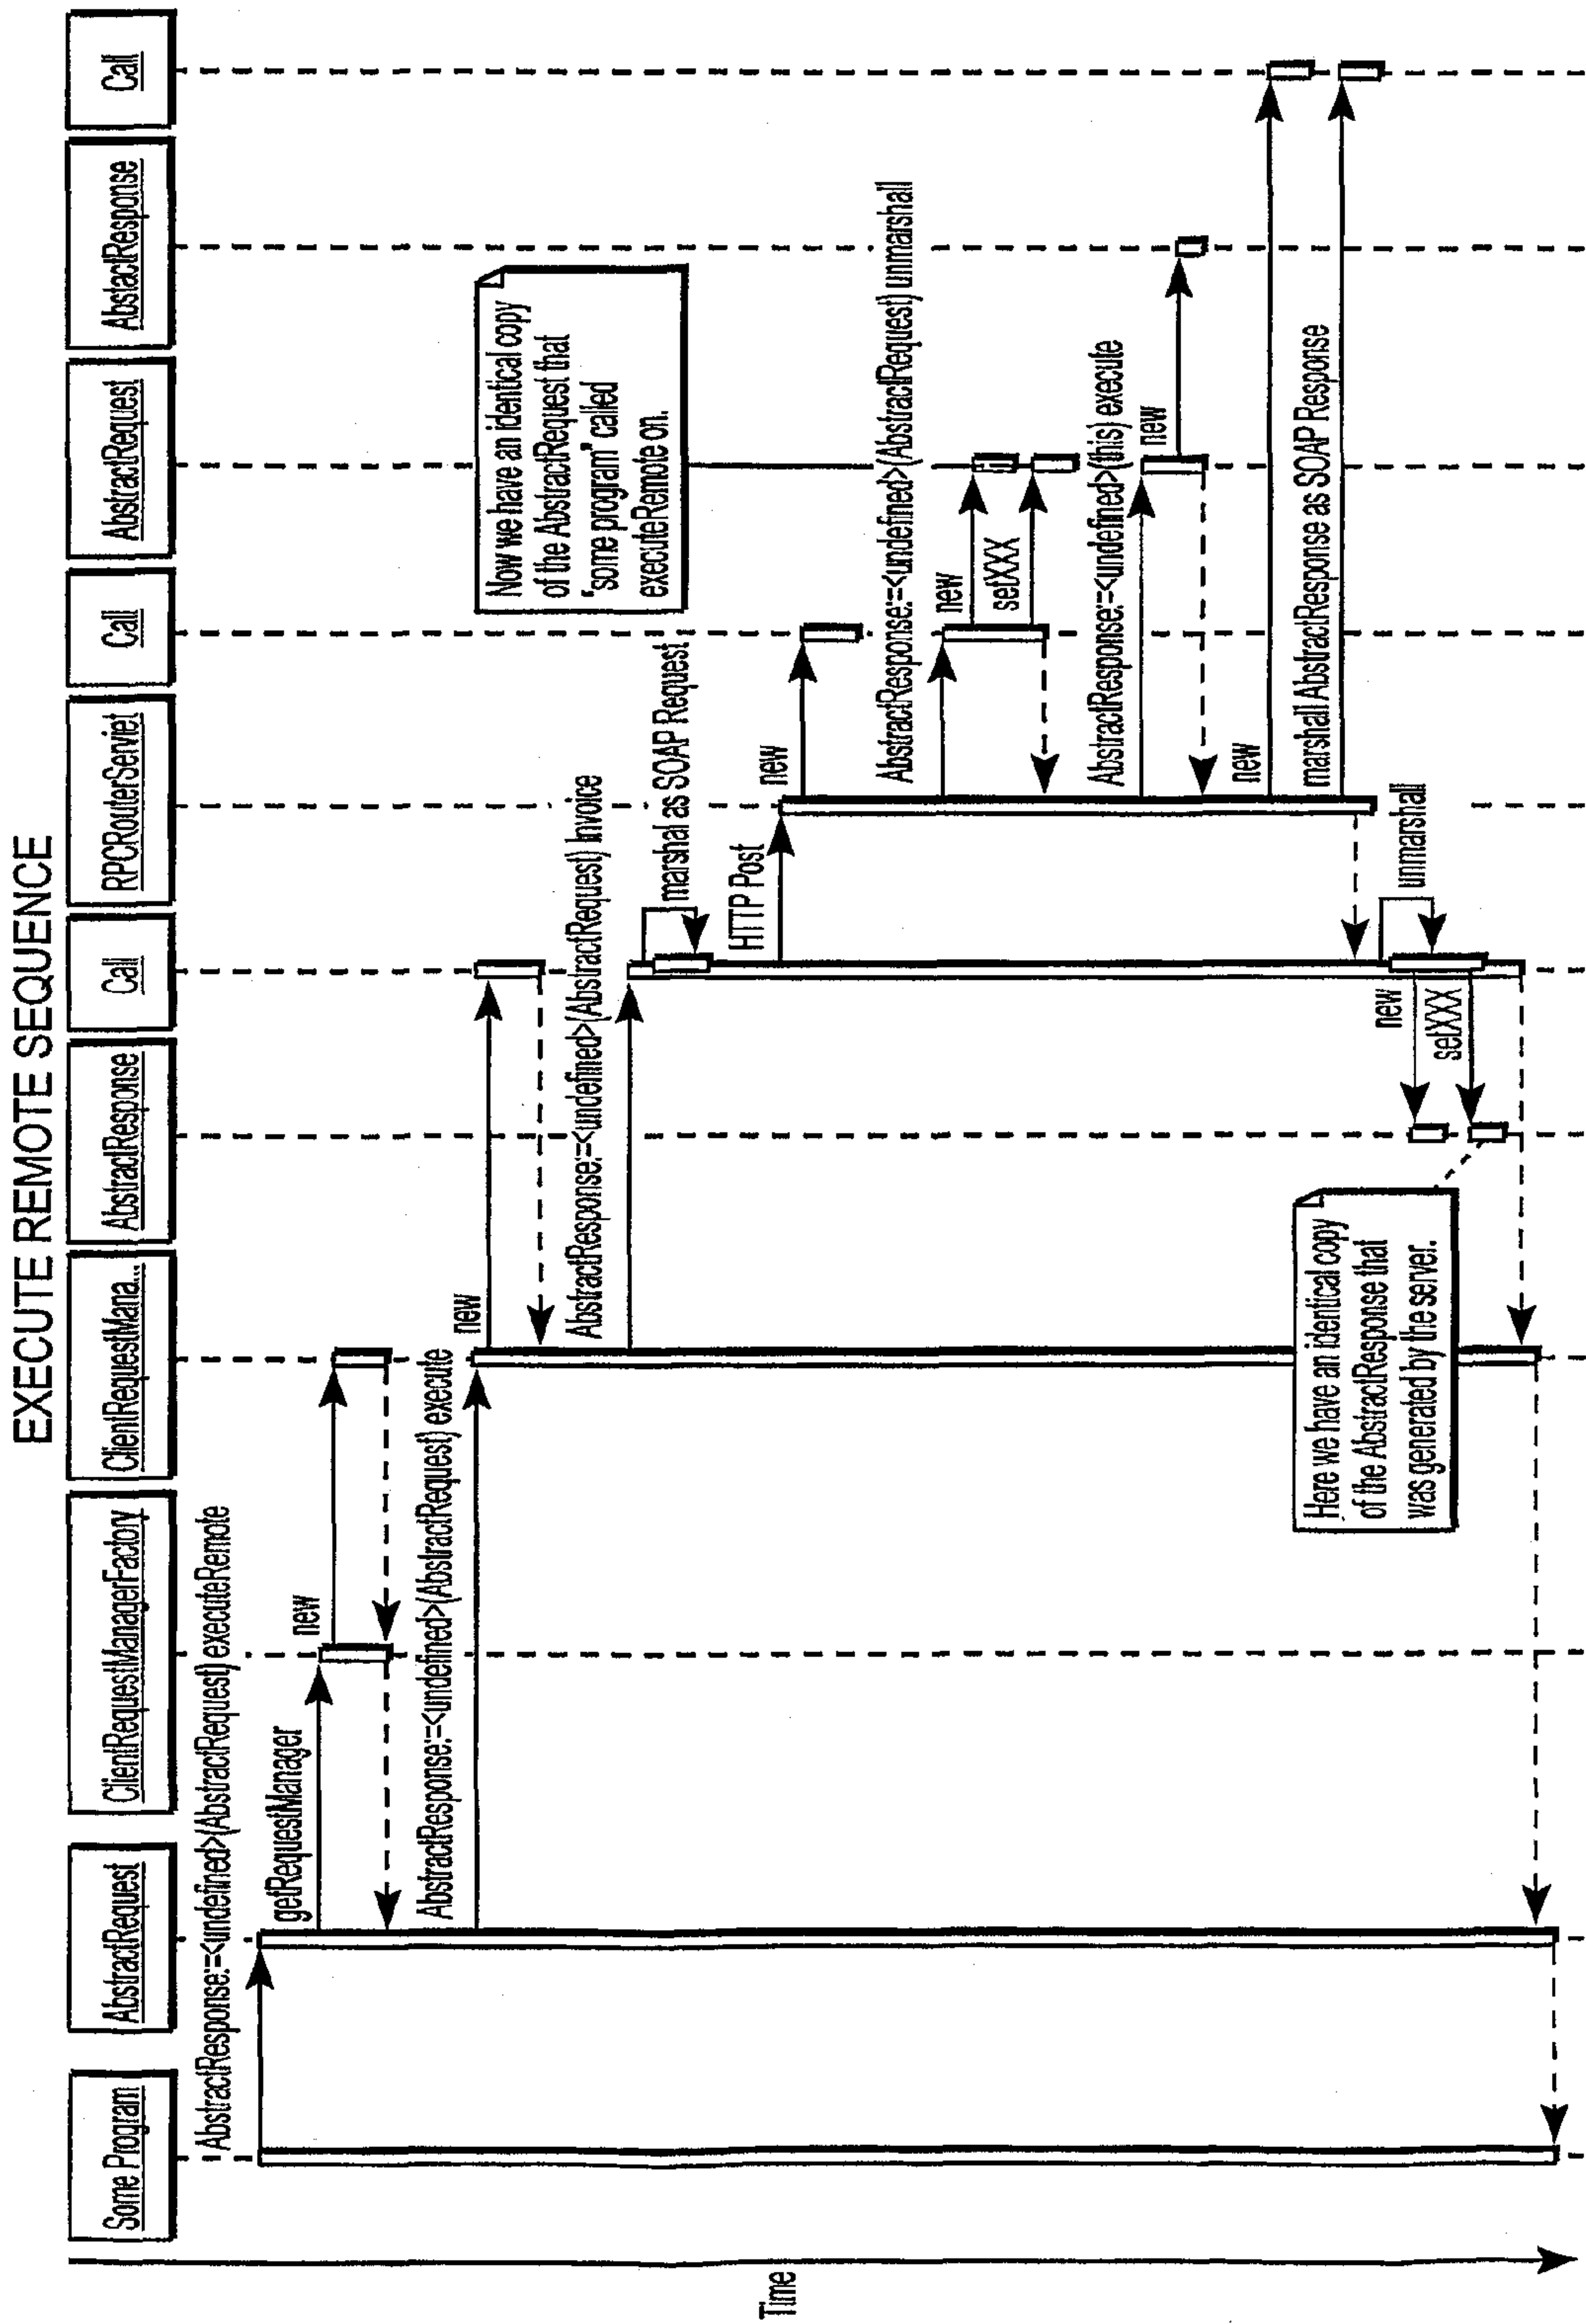 EXECUTE REMOTE SEQUENCE
Some Program
AbstractRequest
ClientRequestManagerFactory
ClientRequestMana...
AbstractResponse
Call
RPCRouterServlet
Call
AbstractRequest
AbstactResponse
Call
Time
AbstractResponse:=<undefined>(AbstractRequest) executeRemote
getRequestManager
new
AbstractResponse:=<undefined>(AbstractRequest) execute
new
AbstractResponse:=<undefined>(AbstractRequest) Invoice
marshal as SOAP Request
HTTP Post
new
Now we have an identical copy
of the AbstractRequest that
"some program" called
executeRemote on.
AbstractResponse:=<undefined>(AbstractRequest) unmarshall
new
setXXX
AbstractResponse:=<undefined>(this) execute
new
new
marshall AbstractResponse as SOAP Response
unmarshall
new
setXXX
Here we have an identical copy
of the AbstractResponse that
was generated by the server.